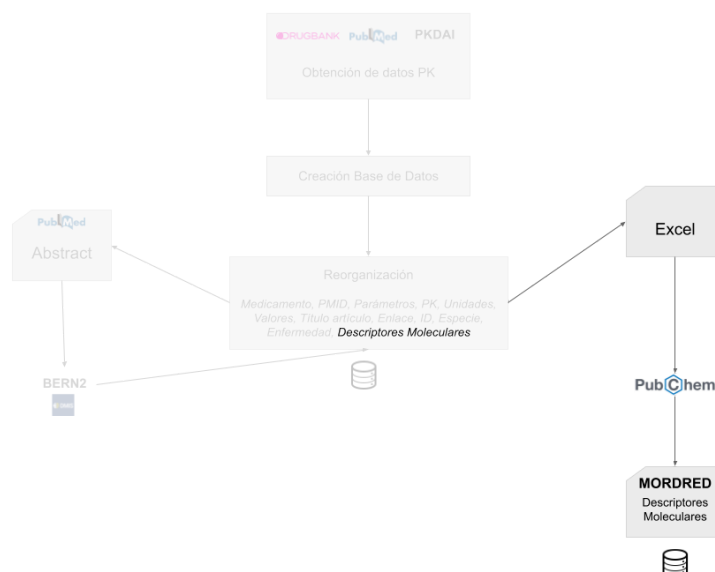 DRUGBANK PubMed PKDAI
Obtención de datos PK
Creación Base de Datos
PubMed
Abstract
Reorganización
Medicamento, PMID, Parámetros, PK, Unidades,
Valores, Título artículo, Enlace, ID, Especie,
Enfermedad, Descriptores Moleculares
Excel
BERN2
PubChem
MORDRED
Descriptores
Moleculares